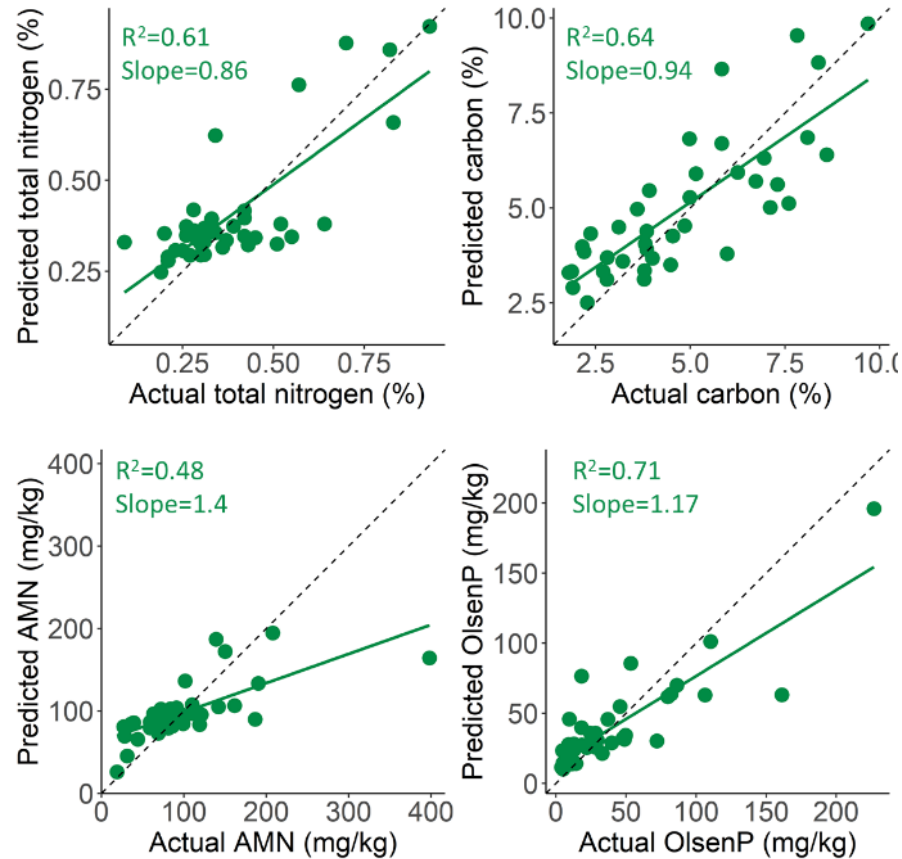 R²=0.61
Slope=0.86
Predicted total nitrogen (%)
0.75
0.50
0.25
0.25 0.50 0.75
Actual total nitrogen (%)
R²=0.64
Slope=0.94
Predicted carbon (%)
10.0
7.5
5.0
2.5
2.5 5.0 7.5 10.0
Actual carbon (%)
R²=0.48
Slope=1.4
Predicted AMN (mg/kg)
400
300
200
100
0
0 100 200 300 400
Actual AMN (mg/kg)
R²=0.71
Slope=1.17
Predicted OlsenP (mg/kg)
200
150
100
50
0
0 50 100 150 200
Actual OlsenP (mg/kg)